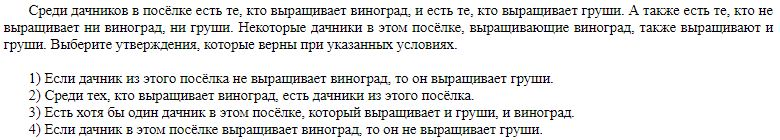 Среди дачников в посёлке есть те, кто выращивает виноград, и есть те, кто выращивает груши. А также есть те, кто не
выращивает ни виноград, ни груши. Некоторые дачники в этом посёлке, выращивающие виноград, также выращивают и
груши. Выберите утверждения, которые верны при указанных условиях.
1) Если дачник из этого посёлка не выращивает виноград, то он выращивает груши.
2) Среди тех, кто выращивает виноград, есть дачники из этого посёлка.
3) Есть хотя бы один дачник в этом посёлке, который выращивает и груши, и виноград.
4) Если дачник в этом посёлке выращивает виноград, то он не выращивает груши.